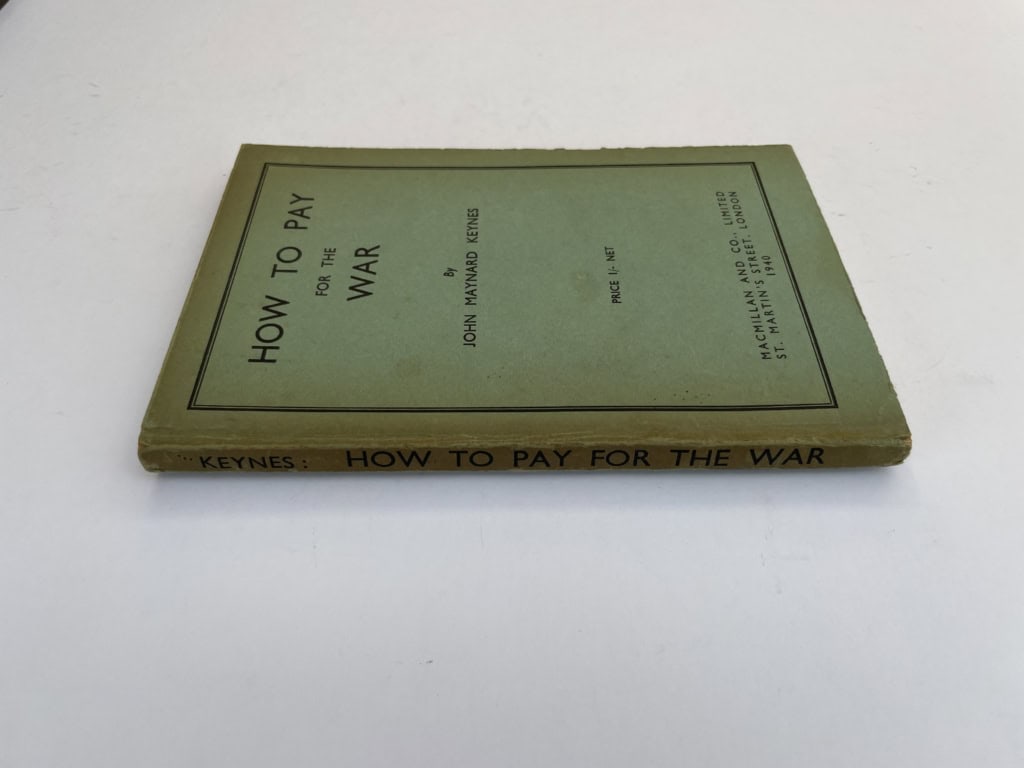 HOW TO PAY
FOR THE
WAR
By
JOHN MAYNARD KEYNES
PRICE 1/- NET
MACMILLAN AND CO., LIMITED
ST. MARTIN'S STREET, LONDON
1940
KEYNES: HOW TO PAY FOR THE WAR